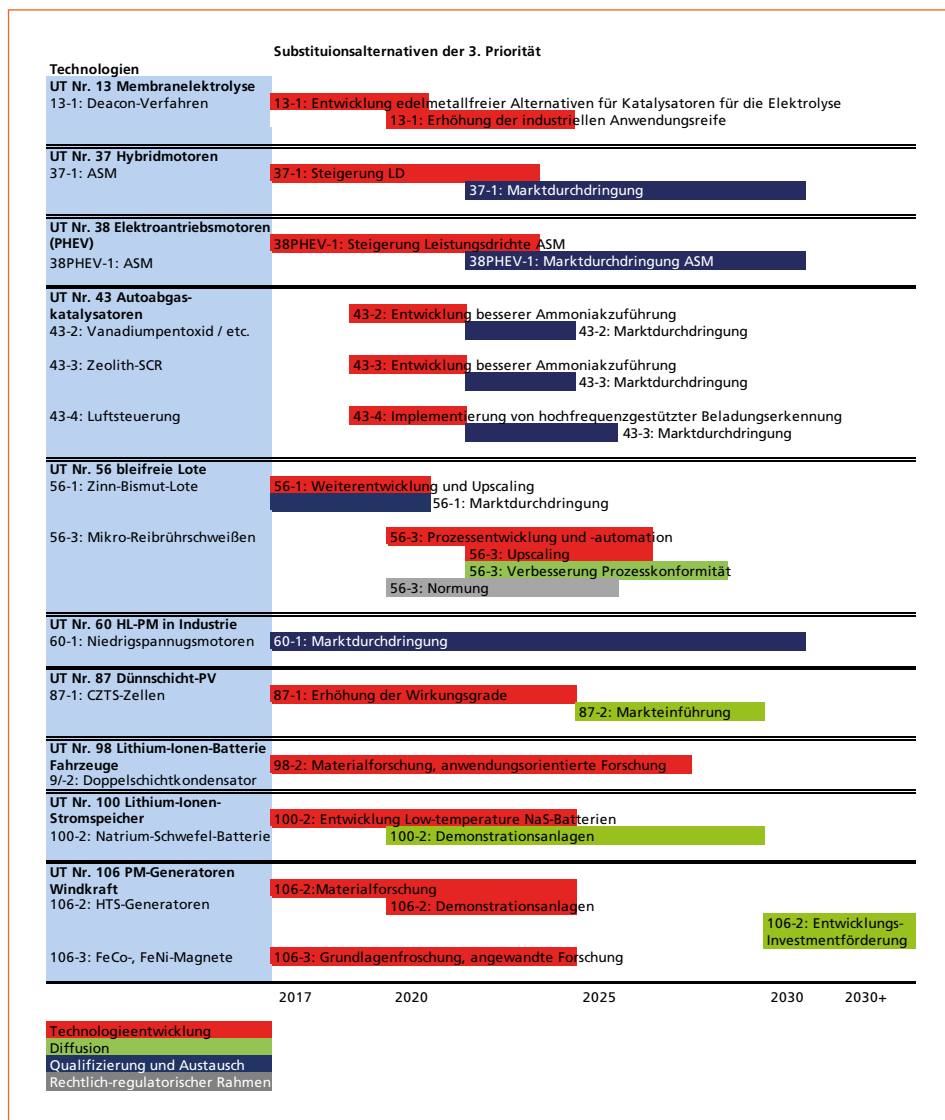 Substituionsalternativen der 3. Priorität
Technologien
UT Nr. 13 Membranelektrolyse
13-1: Deacon-Verfahren
13-1: Entwicklung edelmetallfreier Alternativen für Katalysatoren für die Elektrolyse
13-1: Erhöhung der industriellen Anwendungsreife
UT Nr. 37 Hybridmotoren
37-1: ASM
37-1: Steigerung LD
37-1: Marktdurchdringung
UT Nr. 38 Elektroantriebsmotoren
(PHEV)
38PHEV-1: ASM
38PHEV-1: Steigerung Leistungsdrichte ASM
38PHEV-1: Marktdurchdringung ASM
UT Nr. 43 Autoabgas-
katalysatoren
43-2: Vanadiumpentoxid / etc.
43-2: Entwicklung besserer Ammoniakzuführung
43-2: Marktdurchdringung
43-3: Zeolith-SCR
43-3: Entwicklung besserer Ammoniakzuführung
43-3: Marktdurchdringung
43-4: Luftsteuerung
43-4: Implementierung von hochfrequenzgestützter Beladungserkennung
43-3: Marktdurchdringung
UT Nr. 56 bleifreie Lote
56-1: Zinn-Bismut-Lote
56-1: Weiterentwicklung und Upscaling
56-1: Marktdurchdringung
56-3: Mikro-Reibrührschweißen
56-3: Prozessentwicklung und -automation
56-3: Upscaling
56-3: Verbesserung Prozesskonformität
56-3: Normung
UT Nr. 60 HL-PM in Industrie
60-1: Niedrigspannugsmotoren
60-1: Marktdurchdringung
UT Nr. 87 Dünnschicht-PV
87-1: CZTS-Zellen
87-1: Erhöhung der Wirkungsgrade
87-2: Markteinführung
UT Nr. 98 Lithium-Ionen-Batterie
Fahrzeuge
9/-2: Doppelschichtkondensator
98-2: Materialforschung, anwendungsorientierte Forschung
UT Nr. 100 Lithium-Ionen-
Stromspeicher
100-2: Natrium-Schwefel-Batterie
100-2: Entwicklung Low-temperature NaS-Batterien
100-2: Demonstrationsanlagen
UT Nr. 106 PM-Generatoren
Windkraft
106-2: HTS-Generatoren
106-2:Materialforschung
106-2: Demonstrationsanlagen
106-2: Entwicklungs-
Investmentförderung
106-3: FeCo-, FeNi-Magnete
106-3: Grundlagenfroschung, angewandte Forschung
2017 2020 2025 2030 2030+
Technologieentwicklung
Diffusion
Qualifizierung und Austausch
Rechtlich-regulatorischer Rahmen